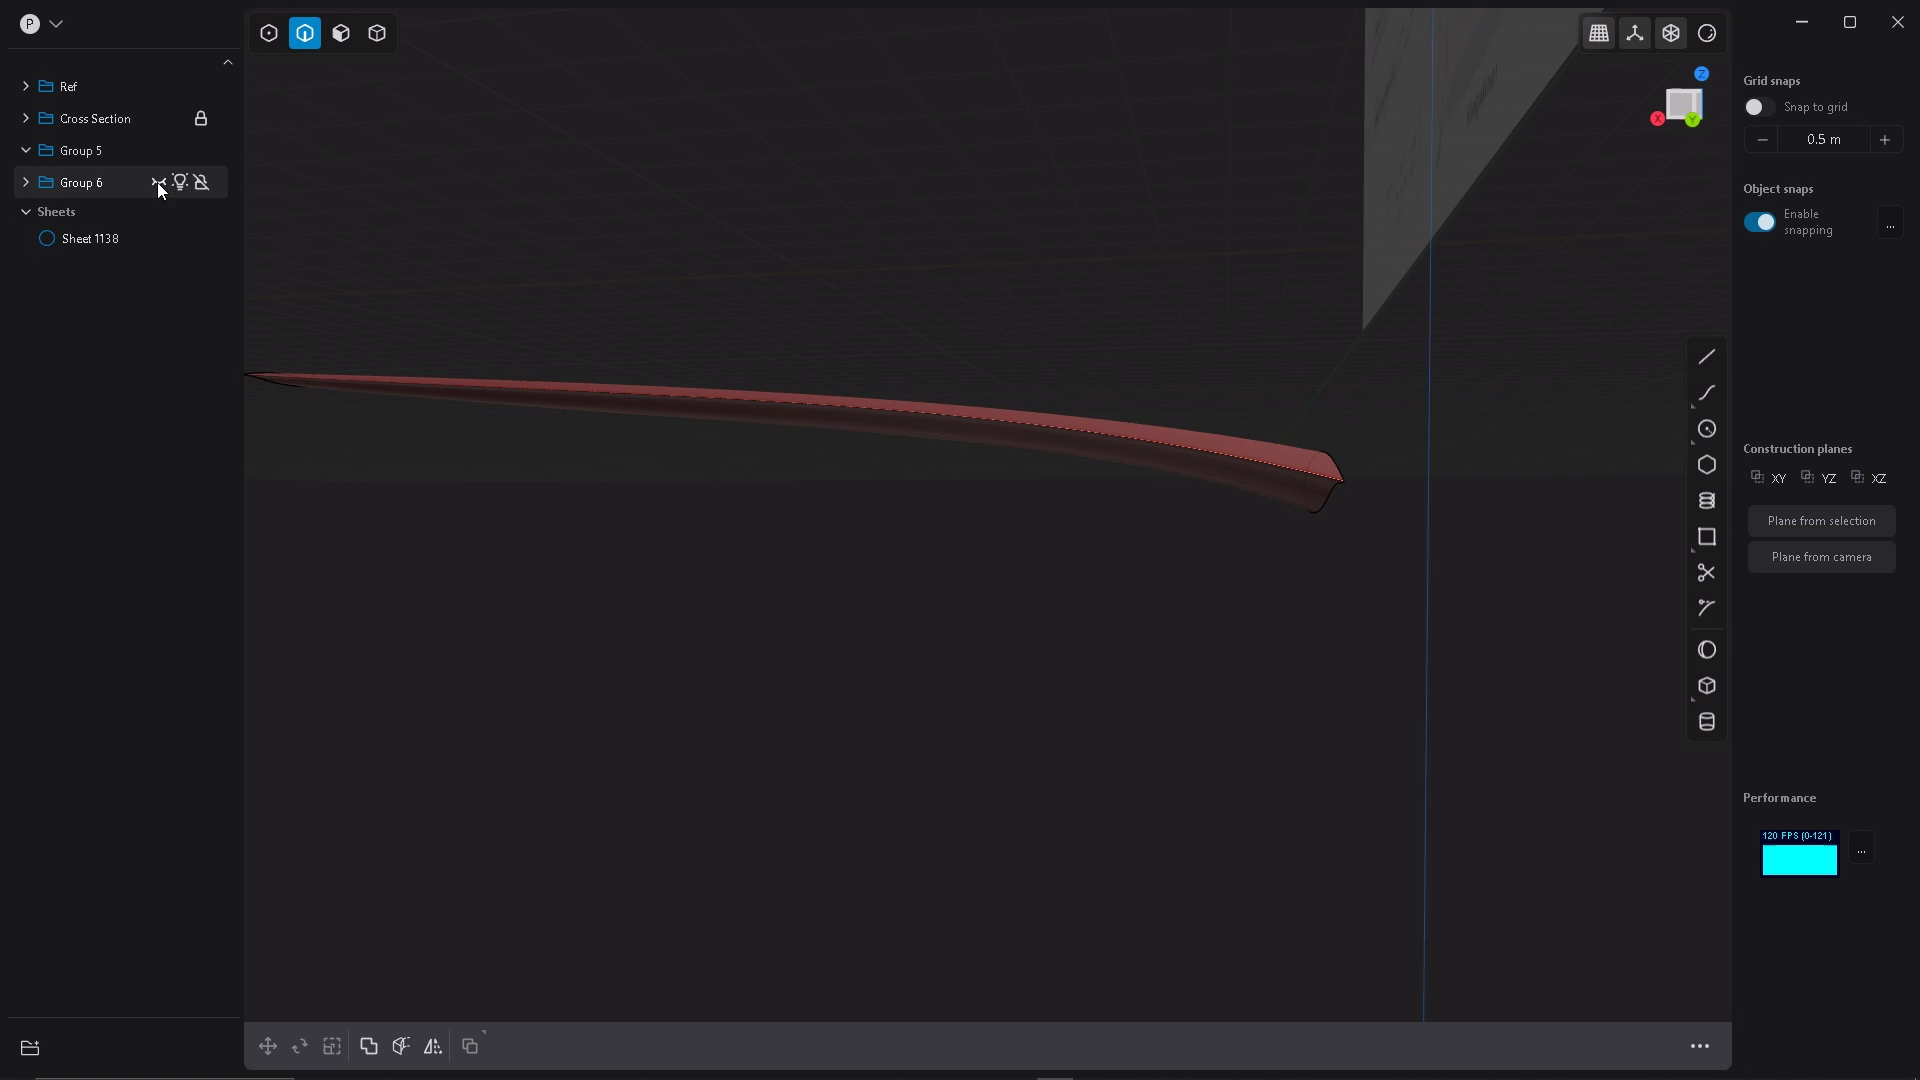 P
Ref
Cross Section
Group 5
Group 6
Sheets
Sheet 1138
Z
X
Y
Grid snaps
Snap to grid
0.5 m
Object snaps
Enable
snapping
...
Construction planes
XY
YZ
XZ
Plane from selection
Plane from camera
Performance
120 FPS (0-121)
...